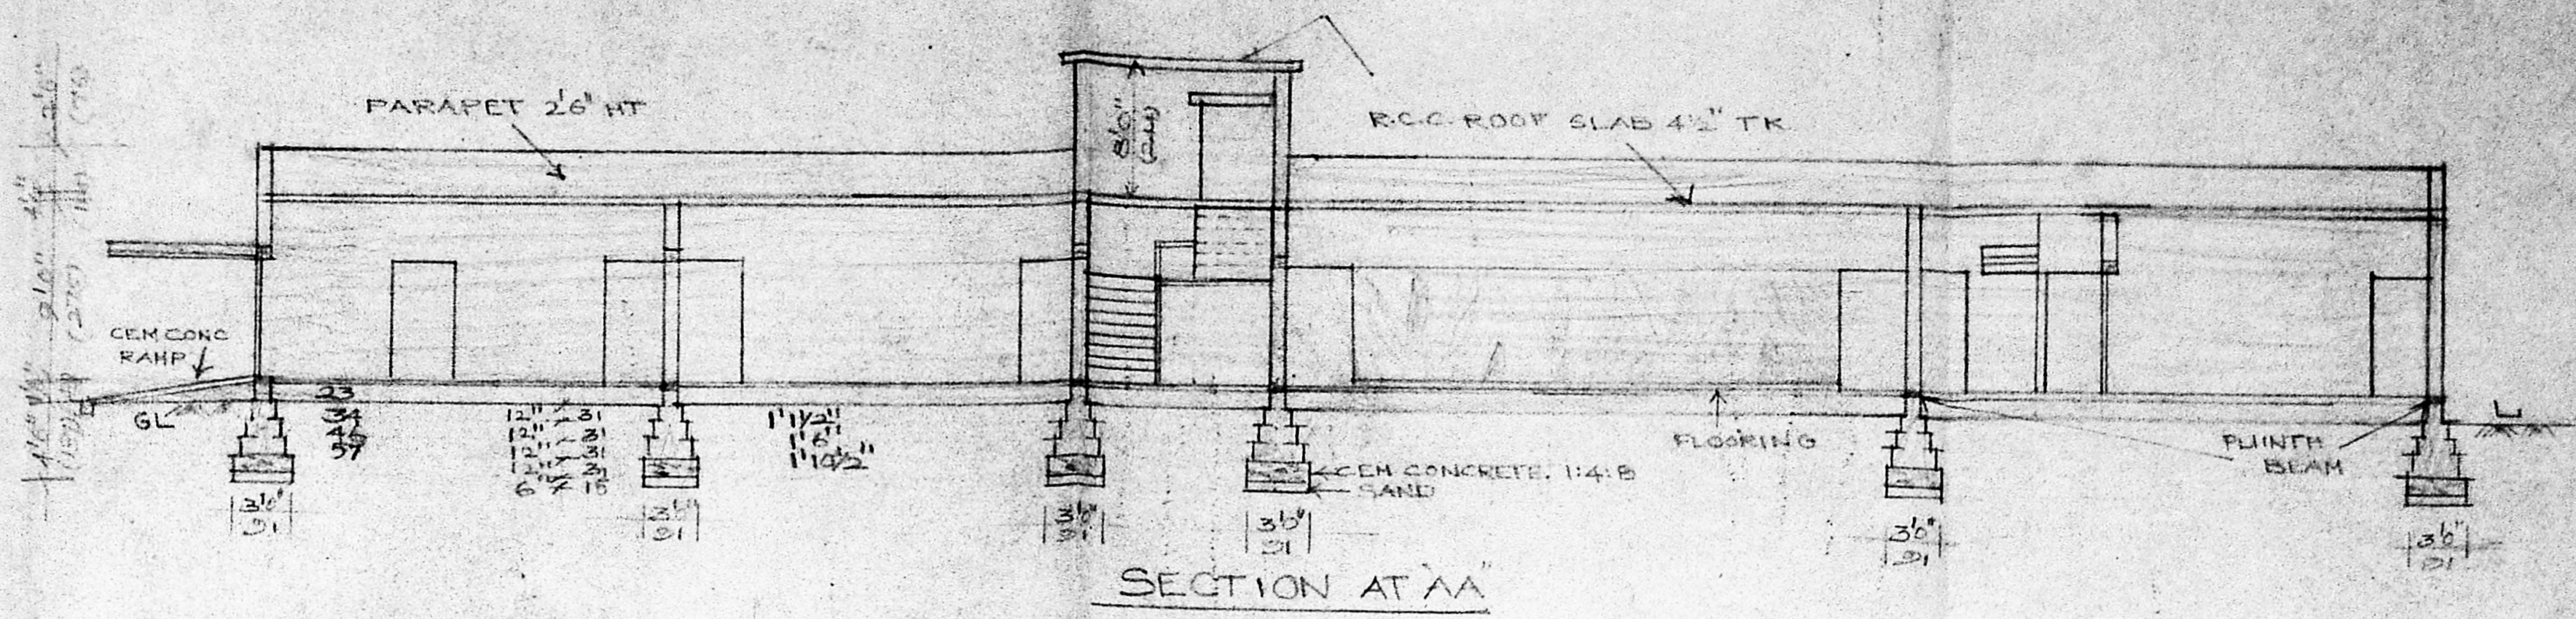 PARAPET 2'6" HT
8'0"
(244)
R.C.C. ROOF SLAB 4½" TK
CEM CONC
RAMP
GL
23
34
46
57
12" 31
12" 31
12" 31
12" 31
6" 15
1'1½"
1'6"
1'10½"
FLOORING
PLINTH
BEAM
CEM CONCRETE. 1:4:8
SAND
3'0"
91
3'0"
91
3'0"
91
3'0"
91
3'0"
91
3'0"
91
SECTION AT "AA"